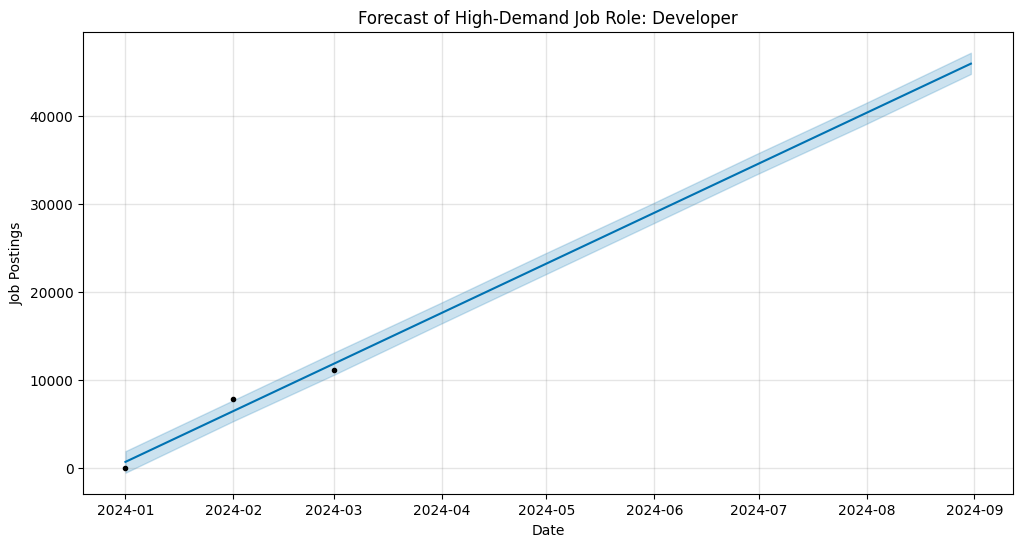 Forecast of High-Demand Job Role: Developer
Job Postings
40000
30000
20000
10000
0
2024-01 2024-02 2024-03 2024-04 2024-05 2024-06 2024-07 2024-08 2024-09
Date